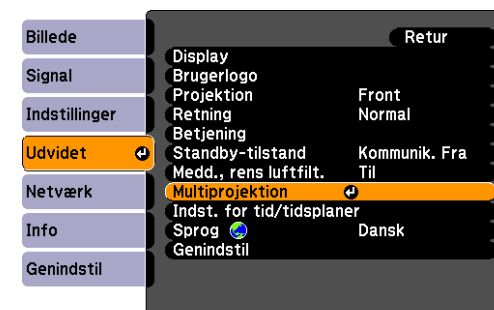 Billede
Signal
Indstillinger
Udvidet
Netværk
Info
Genindstil
Retur
Display
Brugerlogo
Projektion Front
Retning Normal
Betjening
Standby-tilstand Kommunik. Fra
Medd., rens luftfilt. Til
Multiprojektion
Indst. for tid/tidsplaner
Sprog Dansk
Genindstil